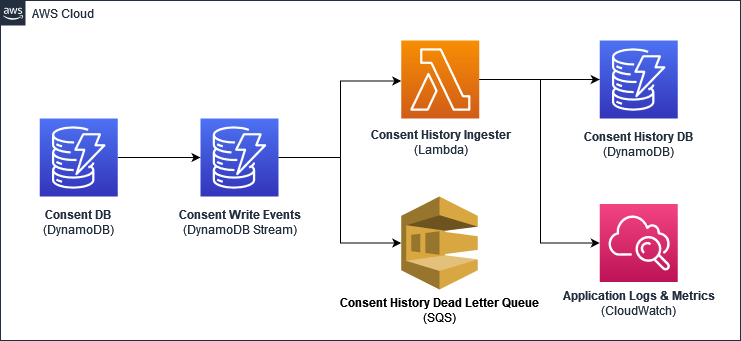 aws
AWS Cloud
Consent DB
(DynamoDB)
Consent Write Events
(DynamoDB Stream)
Consent History Ingester
(Lambda)
Consent History DB
(DynamoDB)
Consent History Dead Letter Queue
(SQS)
Application Logs & Metrics
(CloudWatch)